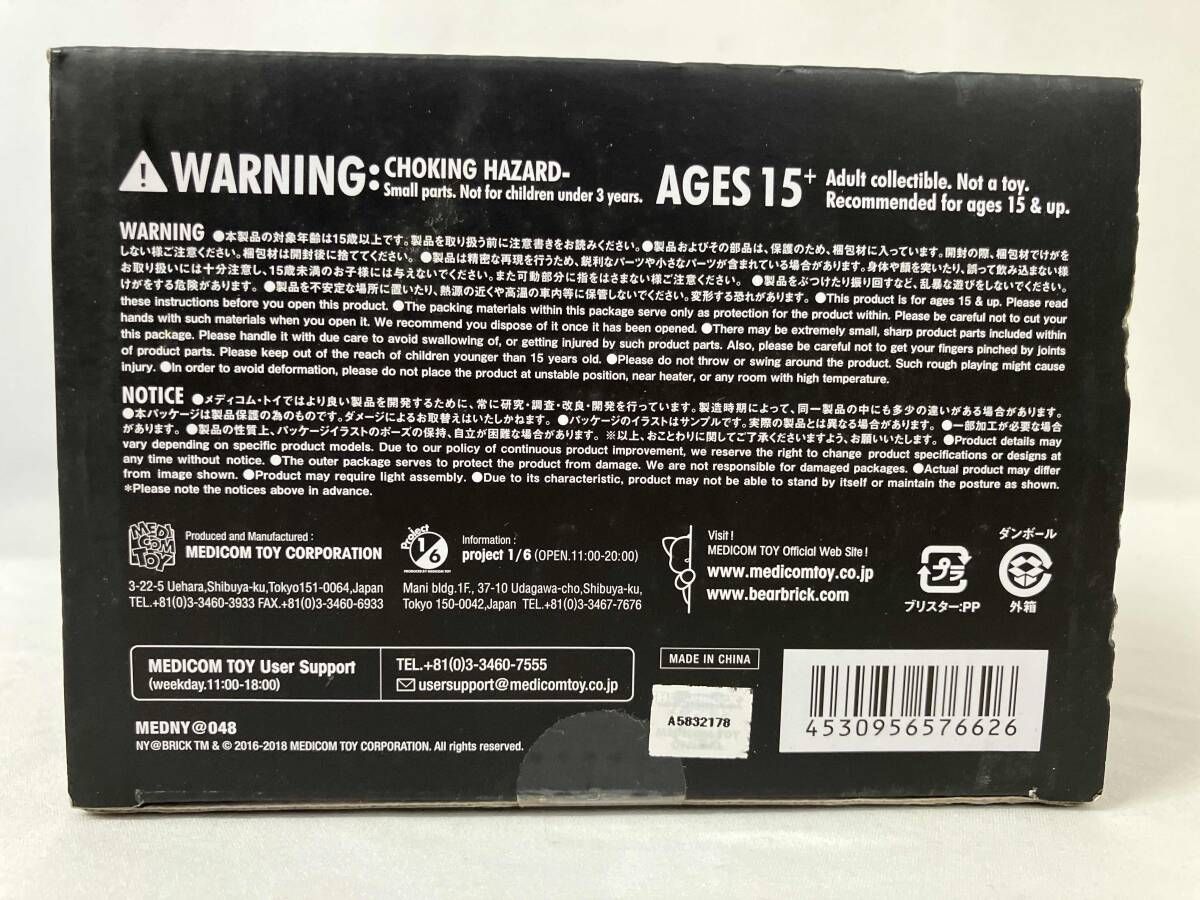 WARNING: CHOKING HAZARD-
Small parts. Not for children under 3 years.
AGES 15+ Adult collectible. Not a toy.
Recommended for ages 15 & up.
WARNING ●本製品の対象年齢は15歳以上です。製品を取り扱う前に注意書きをお読みください。●製品およびその部品は、保護のため、梱包材に入っています。開封の際、梱包材でけがを
しない様ご注意ください。梱包材は開封後に捨ててください。 ●製品は精密な再現を行うため、鋭利なパーツや小さなパーツが含まれている場合があります。身体や顔を突いたり、誤って飲み込まない様
お取り扱いには十分注意し、15歳未満のお子様には与えないでください。また可動部分に指をはさまない様ご注意ください。 ●製品をぶつけたり振り回すなど、乱暴な遊びをしないでください。
けがをする危険があります。 ●製品を不安定な場所に置いたり、熱源の近くや高温の車内等に保管しないでください。変形する恐れがあります。 ●This product is for ages 15 & up. Please read
these instructions before you open this product. ●The packing materials within this package serve only as protection for the product within. Please be careful not to cut your
hands with such materials when you open it. We recommend you dispose of it once it has been opened. ●There may be extremely small, sharp product parts included within
this package. Please handle it with due care to avoid swallowing of, or getting injured by such product parts. Also, please be careful not to get your fingers pinched by joints
of product parts. Please keep out of the reach of children younger than 15 years old. ●Please do not throw or swing around the product. Such rough playing might cause
injury. ●In order to avoid deformation, please do not place the product at unstable position, near heater, or any room with high temperature.
NOTICE ●メディコム・トイではより良い製品を開発するために、常に研究・調査・改良・開発を行っています。製造時期によって、同一製品の中にも多少の違いがある場合があります。
●本パッケージは製品保護の為のものです。ダメージによるお取替えはいたしかねます。 ●パッケージのイラストはサンプルです。実際の製品とは異なる場合があります。 ●一部加工が必要な場合
があります。 ●製品の性質上、パッケージイラストのポーズの保持、自立が困難な場合があります。 ※以上、おことわりに関してご了承くださいますよう、お願いいたします。 ●Product details may
vary depending on specific product models. Due to our policy of continuous product improvement, we reserve the right to change product specifications or designs at
any time without notice. ●The outer package serves to protect the product from damage. We are not responsible for damaged packages. ●Actual product may differ
from image shown. ●Product may require light assembly. ●Due to its characteristic, product may not be able to stand by itself or maintain the posture as shown.
*Please note the notices above in advance.
MEDICOM TOY
Produced and Manufactured :
MEDICOM TOY CORPORATION
3-22-5 Uehara,Shibuya-ku,Tokyo151-0064,Japan
TEL.+81(0)3-3460-3933 FAX.+81(0)3-3460-6933
Project 1/6
PRODUCED BY MEDICOM TOY
Information :
project 1/6 (OPEN.11:00-20:00)
Mani bldg.1F., 37-10 Udagawa-cho,Shibuya-ku,
Tokyo 150-0042,Japan TEL.+81(0)3-3467-7676
Visit !
MEDICOM TOY Official Web Site !
www.medicomtoy.co.jp
www.bearbrick.com
プラ
ブリスター:PP
ダンボール
外箱
MEDICOM TOY User Support
(weekday.11:00-18:00)
TEL.+81(0)3-3460-7555
usersupport@medicomtoy.co.jp
MADE IN CHINA
A5832178
4530956576626
MEDNY@048
NY@BRICK TM & © 2016-2018 MEDICOM TOY CORPORATION. All rights reserved.